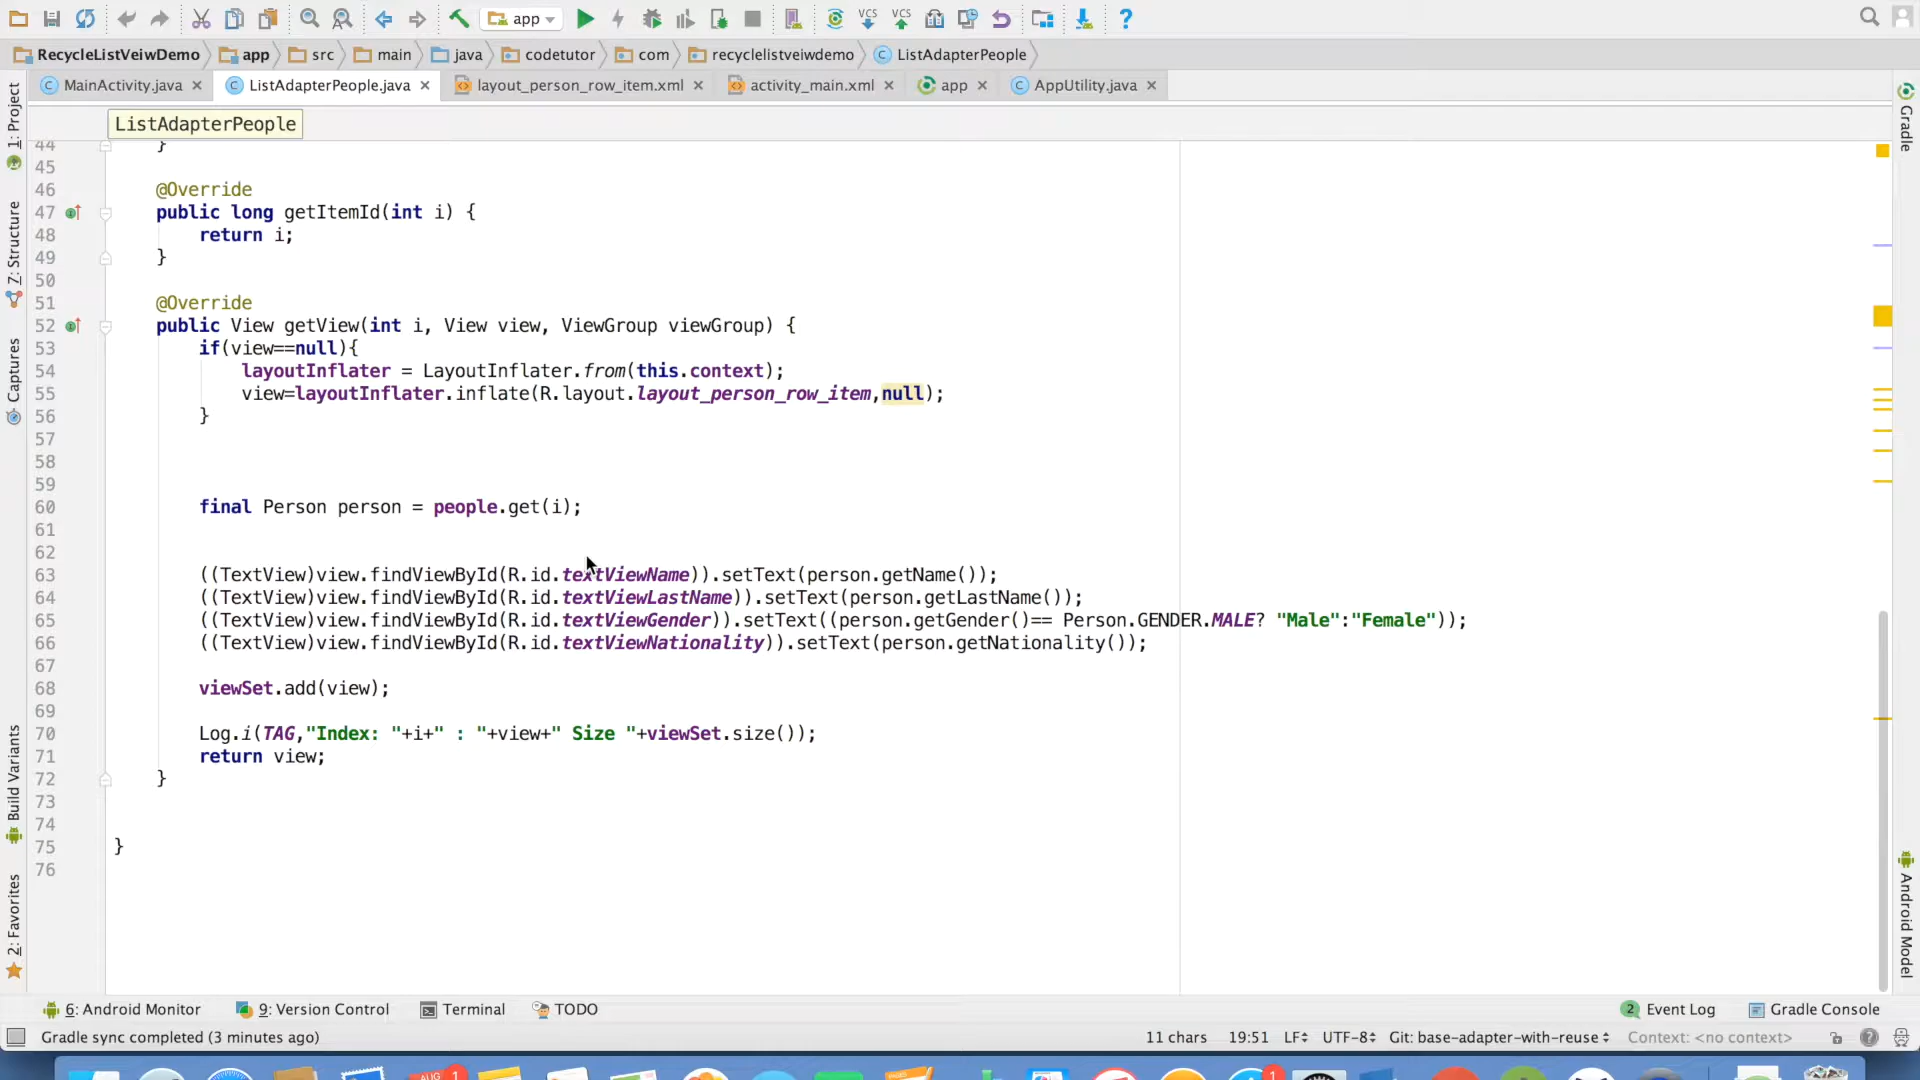 app
RecycleListVeiwDemo app src main java codetutor com recyclelistveiwdemo ListAdapterPeople
MainActivity.java ListAdapterPeople.java layout_person_row_item.xml activity_main.xml app AppUtility.java
ListAdapterPeople
1: Project
7: Structure
Captures
Build Variants
2: Favorites
Gradle
Android Model
44 }
45
46 @Override
47 public long getItemId(int i) {
48 return i;
49 }
50
51 @Override
52 public View getView(int i, View view, ViewGroup viewGroup) {
53 if(view==null){
54 layoutInflater = LayoutInflater.from(this.context);
55 view=layoutInflater.inflate(R.layout.layout_person_row_item,null);
56 }
57
58
59
60 final Person person = people.get(i);
61
62
63 ((TextView)view.findViewById(R.id.textViewName)).setText(person.getName());
64 ((TextView)view.findViewById(R.id.textViewLastName)).setText(person.getLastName());
65 ((TextView)view.findViewById(R.id.textViewGender)).setText((person.getGender()== Person.GENDER.MALE? "Male":"Female"));
66 ((TextView)view.findViewById(R.id.textViewNationality)).setText(person.getNationality());
67
68 viewSet.add(view);
69
70 Log.i(TAG,"Index: "+i+" : "+view+" Size "+viewSet.size());
71 return view;
72 }
73
74
75 }
76
6: Android Monitor 9: Version Control Terminal TODO 2 Event Log Gradle Console
Gradle sync completed (3 minutes ago) 11 chars 19:51 LF UTF-8 Git: base-adapter-with-reuse Context: <no context>
AUG 1 1